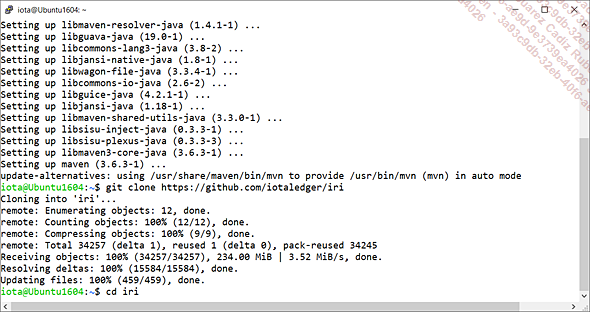 iota@Ubuntu1604: ~
Setting up libmaven-resolver-java (1.4.1-1) ...
Setting up libguava-java (19.0-1) ...
Setting up libcommons-lang3-java (3.8-2) ...
Setting up libjansi-native-java (1.8-1) ...
Setting up libwagon-file-java (3.3.4-1) ...
Setting up libcommons-io-java (2.6-2) ...
Setting up libguice-java (4.2.1-1) ...
Setting up libjansi-java (1.18-1) ...
Setting up libmaven-shared-utils-java (3.3.0-1) ...
Setting up libsisu-inject-java (0.3.3-1) ...
Setting up libsisu-plexus-java (0.3.3-3) ...
Setting up libmaven3-core-java (3.6.3-1) ...
Setting up maven (3.6.3-1) ...
update-alternatives: using /usr/share/maven/bin/mvn to provide /usr/bin/mvn (mvn) in auto mode
iota@Ubuntu1604:~$ git clone https://github.com/iotaledger/iri
Cloning into 'iri'...
remote: Enumerating objects: 12, done.
remote: Counting objects: 100% (12/12), done.
remote: Compressing objects: 100% (9/9), done.
remote: Total 34257 (delta 1), reused 1 (delta 0), pack-reused 34245
Receiving objects: 100% (34257/34257), 234.00 MiB | 3.52 MiB/s, done.
Resolving deltas: 100% (15584/15584), done.
Updating files: 100% (459/459), done.
iota@Ubuntu1604:~$ cd iri